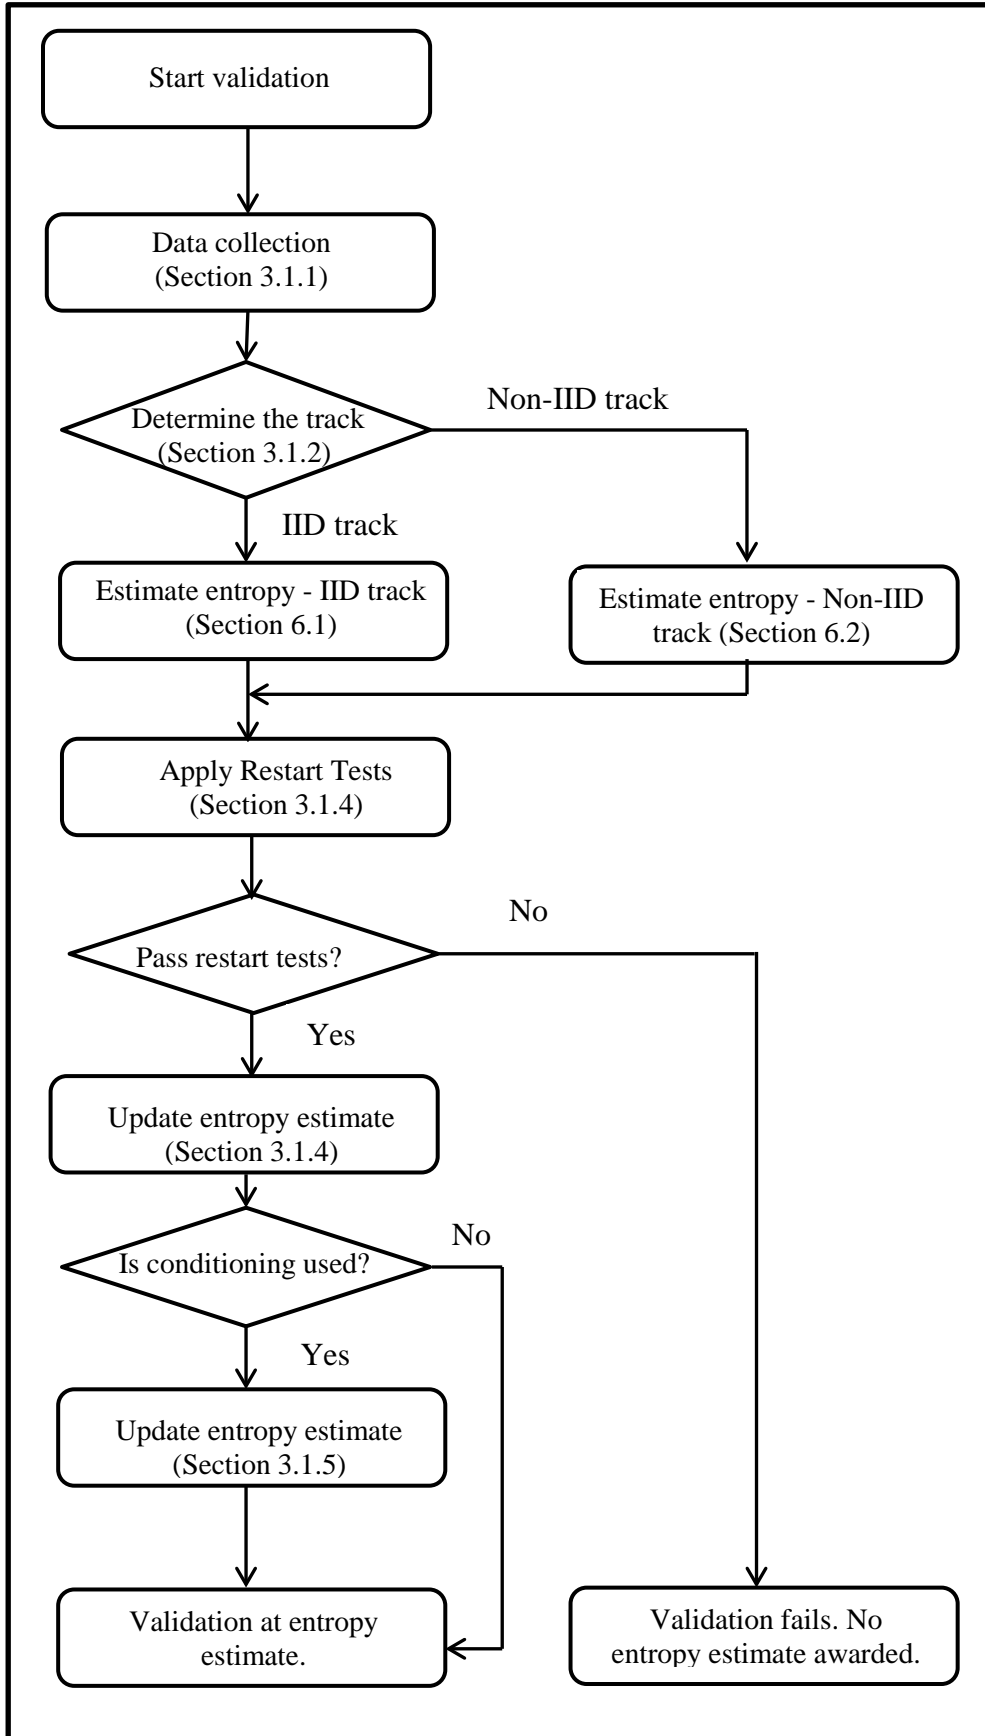 Start validation
Data collection
(Section 3.1.1)
Non-IID track
Determine the track
(Section 3.1.2)
IID track
Estimate entropy - IID track
(Section 6.1)
Estimate entropy - Non-IID
track (Section 6.2)
Apply Restart Tests
(Section 3.1.4)
No
Pass restart tests?
Yes
Update entropy estimate
(Section 3.1.4)
No
Is conditioning used?
Yes
Update entropy estimate
(Section 3.1.5)
Validation at entropy
estimate.
Validation fails. No
entropy estimate awarded.